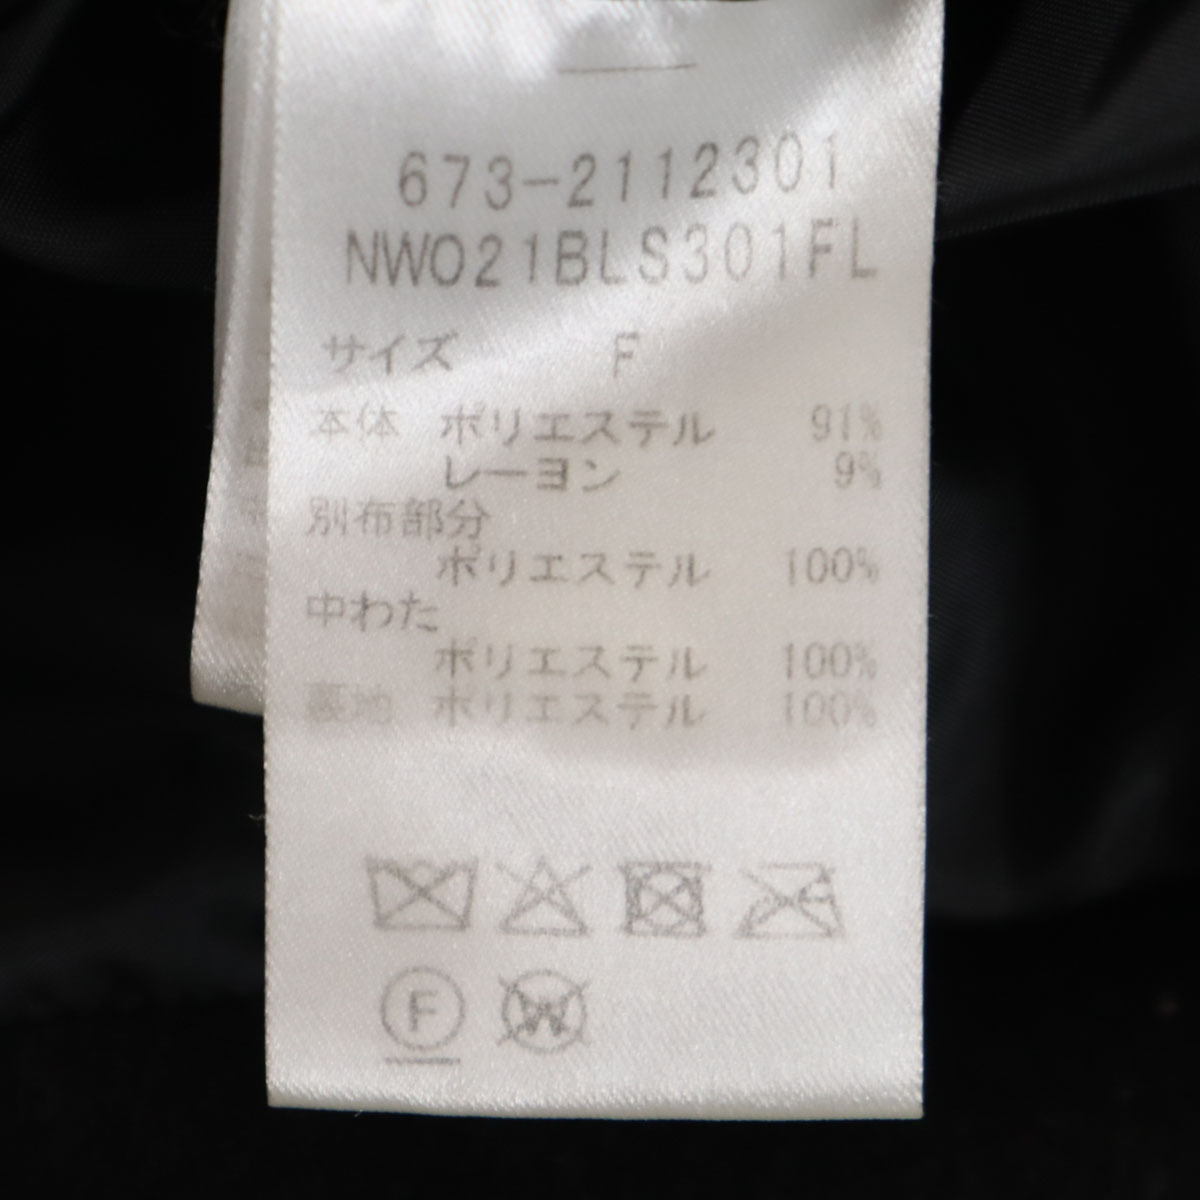 673-2112301
NW021BLS301FL
サイズ F
本体 ポリエステル 91%
レーヨン 9%
別布部分
ポリエステル 100%
中わた
ポリエステル 100%
裏地 ポリエステル 100%
F W